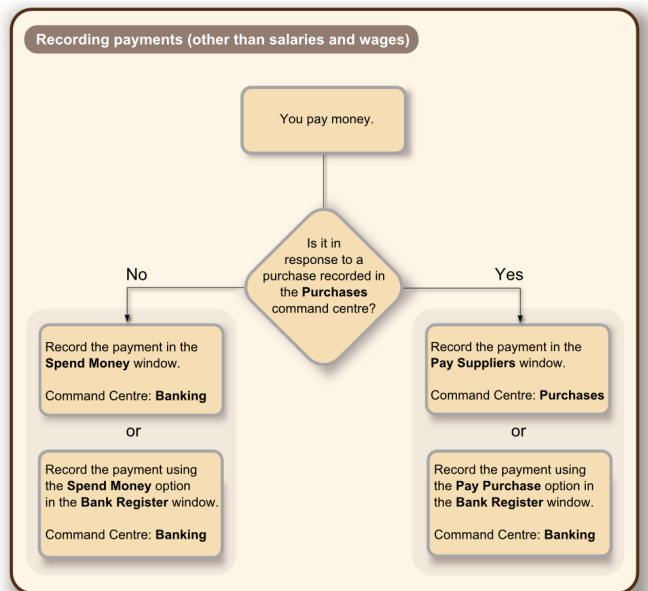 Recording payments (other than salaries and wages)
You pay money.
Is it in
response to a
purchase recorded in
the Purchases
command centre?
No
Yes
Record the payment in the
Spend Money window.
Command Centre: Banking
or
Record the payment using
the Spend Money option
in the Bank Register window.
Command Centre: Banking
Record the payment in the
Pay Suppliers window.
Command Centre: Purchases
or
Record the payment using
the Pay Purchase option in
the Bank Register window.
Command Centre: Banking